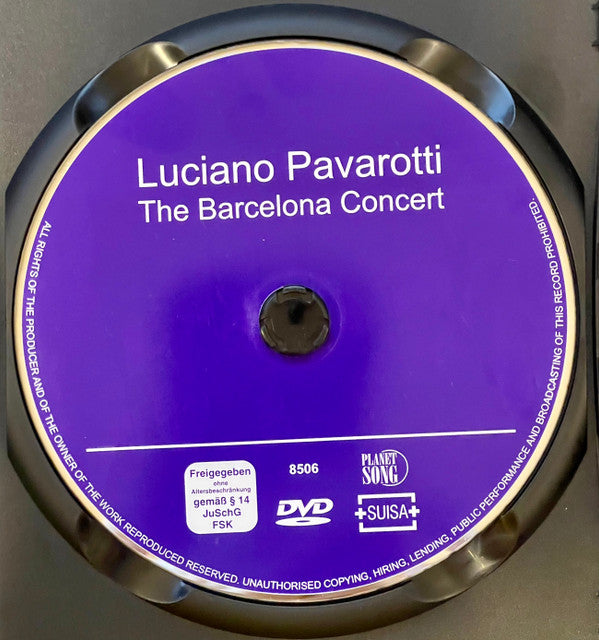 Luciano Pavarotti
The Barcelona Concert
ALL RIGHTS OF THE PRODUCER AND OF THE OWNER OF THE WORK REPRODUCED RESERVED. UNAUTHORISED COPYING, HIRING, LENDING, PUBLIC PERFORMANCE AND BROADCASTING OF THIS RECORD PROHIBITED.
Freigegeben
ohne
Altersbeschränkung
gemäß § 14
JuSchG
FSK
8506
DVD
PLANET
SONG
SUISA